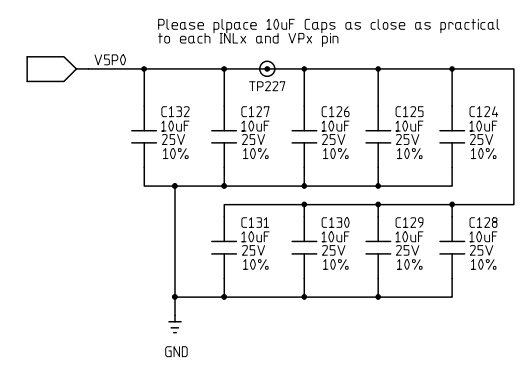 Please plpace 10uF Caps as close as practical
to each INLx and VPx pin
V5P0
TP227
C132
10uF
25V
10%
C127
10uF
25V
10%
C126
10uF
25V
10%
C125
10uF
25V
10%
C124
10uF
25V
10%
C131
10uF
25V
10%
C130
10uF
25V
10%
C129
10uF
25V
10%
C128
10uF
25V
10%
GND